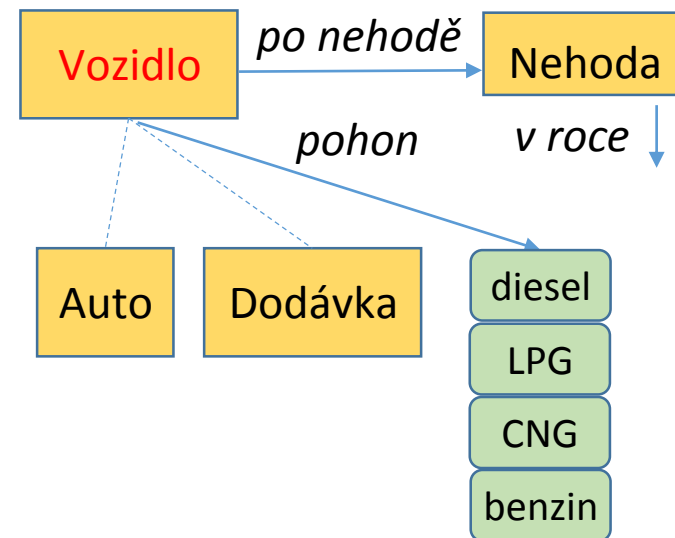 Vozidlo
po nehodě
Nehoda
pohon
v roce
Auto
Dodávka
diesel
LPG
CNG
benzin